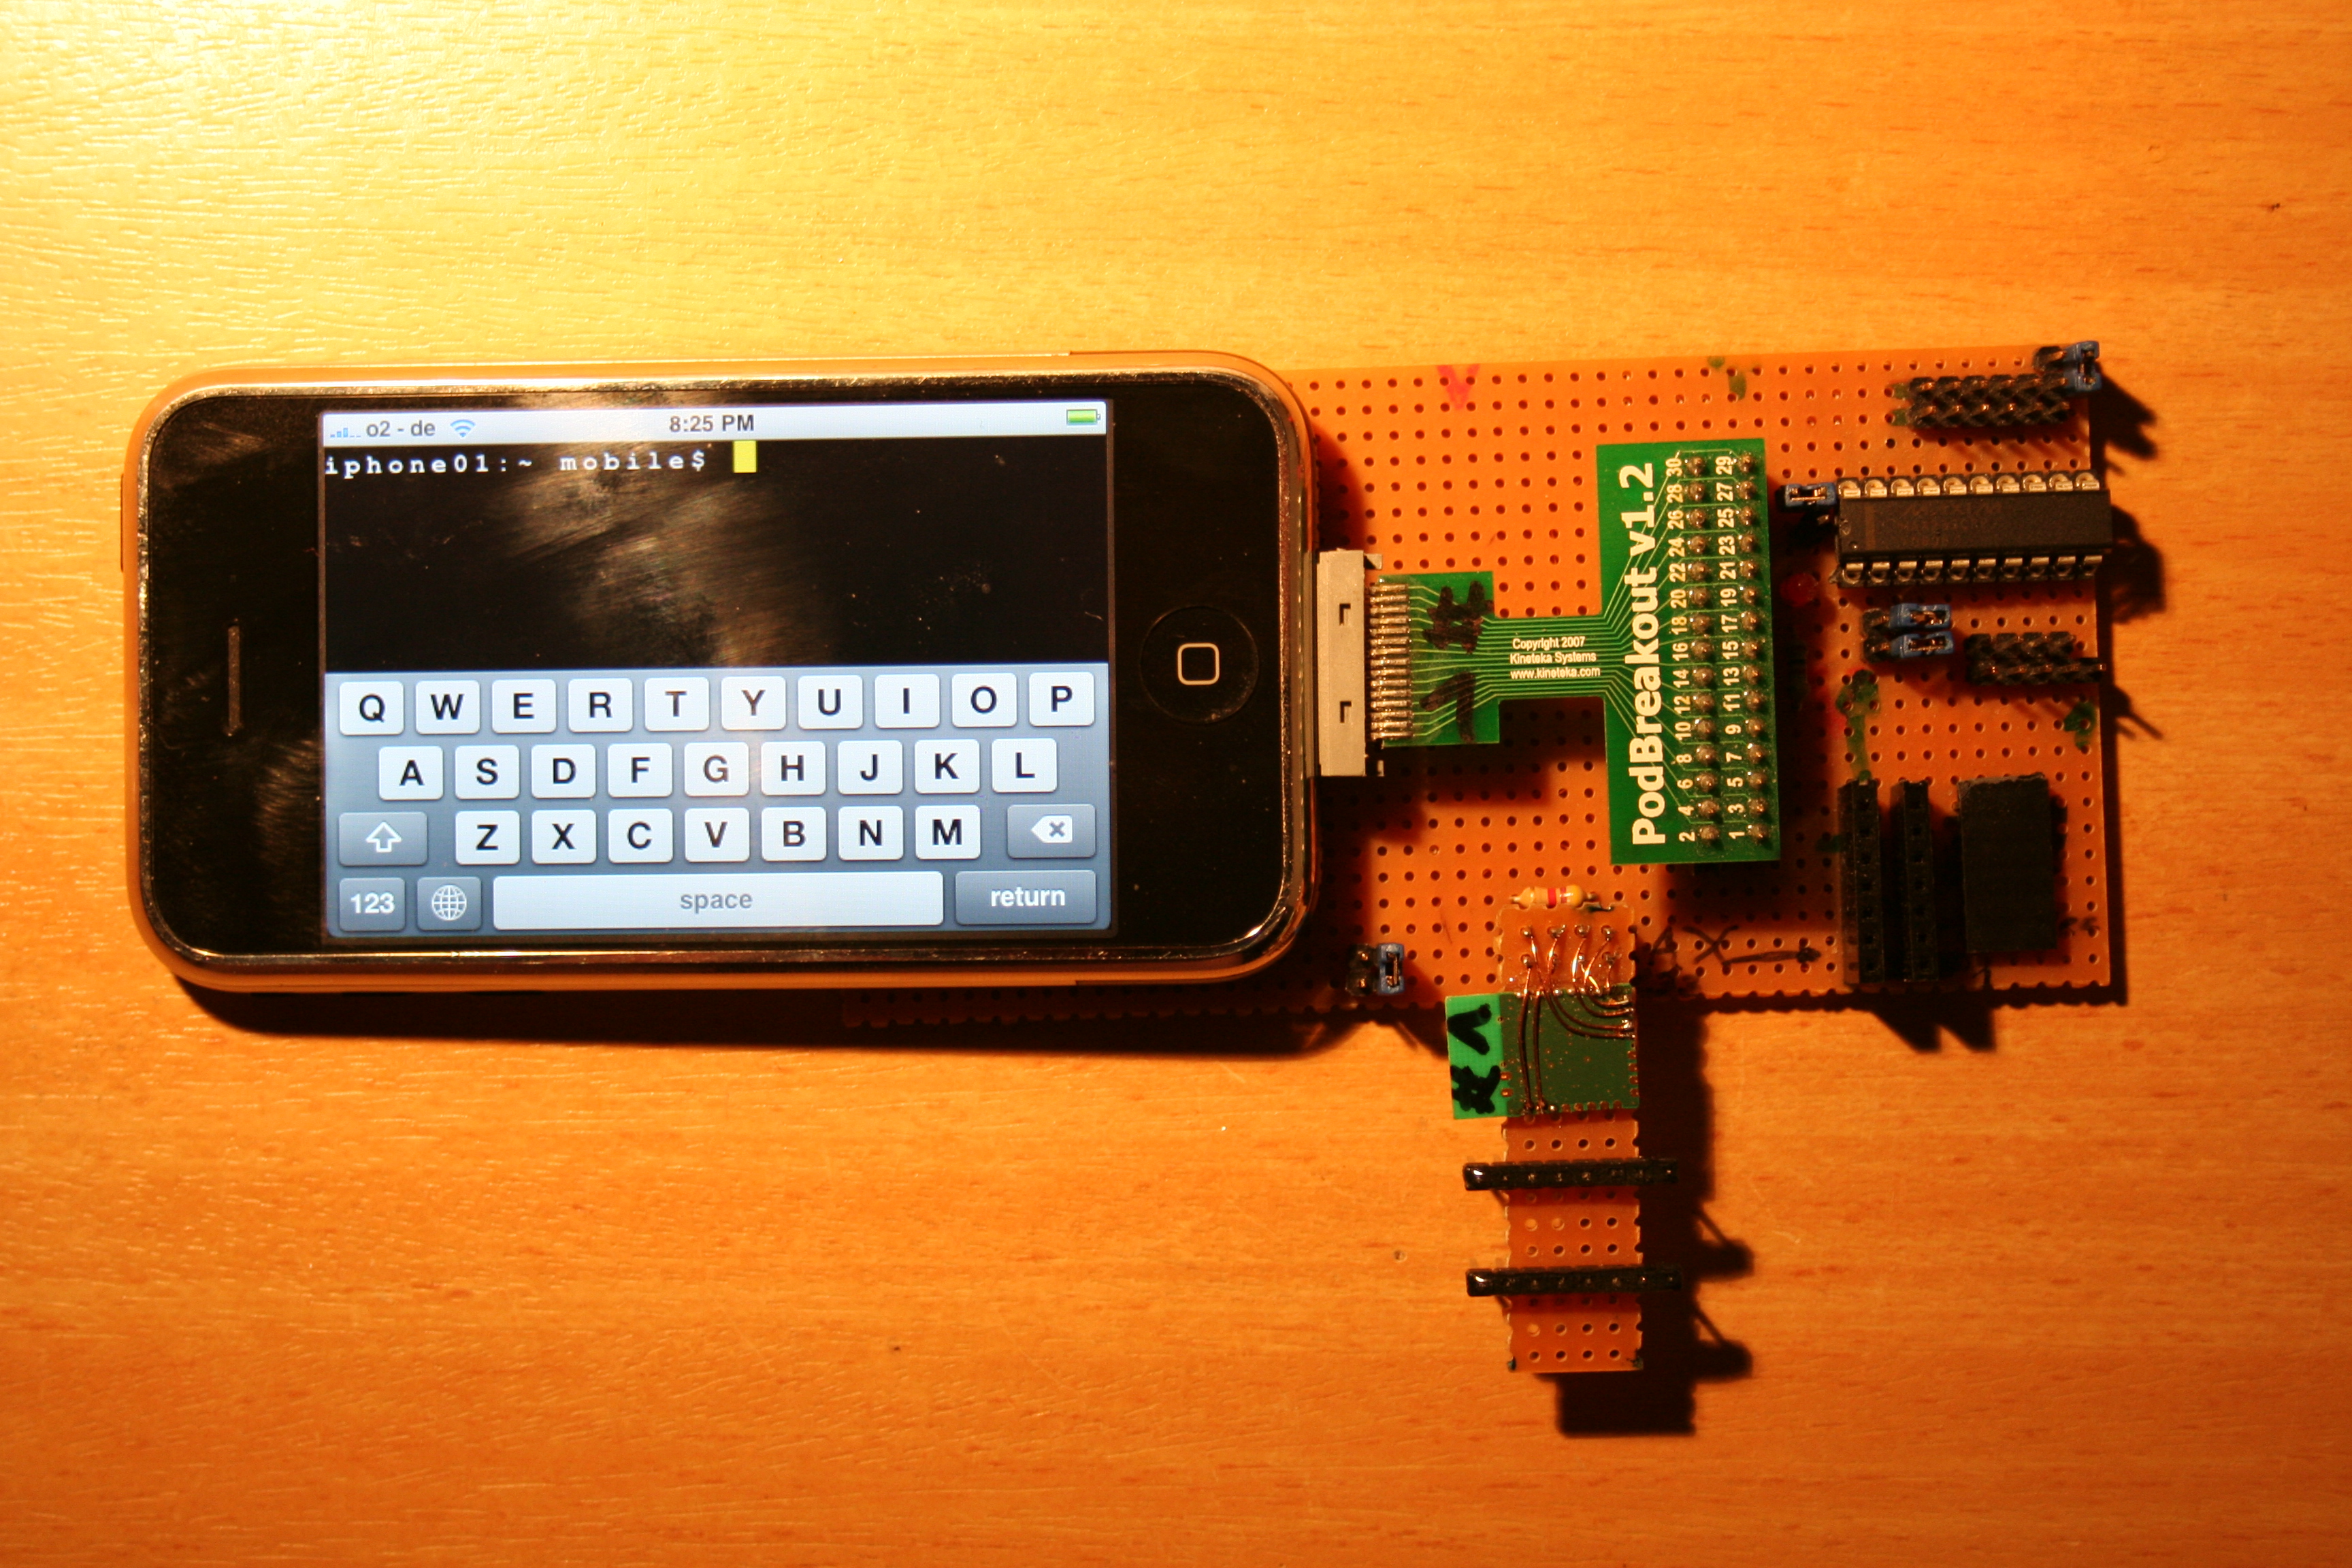 o2 - de 8:25 PM
iphone01:~ mobile$
Q W E R T Y U I O P
A S D F G H J K L
Z X C V B N M
123 space return
#1
Copyright 2007
Kineteka Systems
www.kineteka.com
PodBreakout v1.2
2 4 6 8 10 12 14 16 18 20 22 24 26 28 30
1 3 5 7 9 11 13 15 17 19 21 23 25 27 29